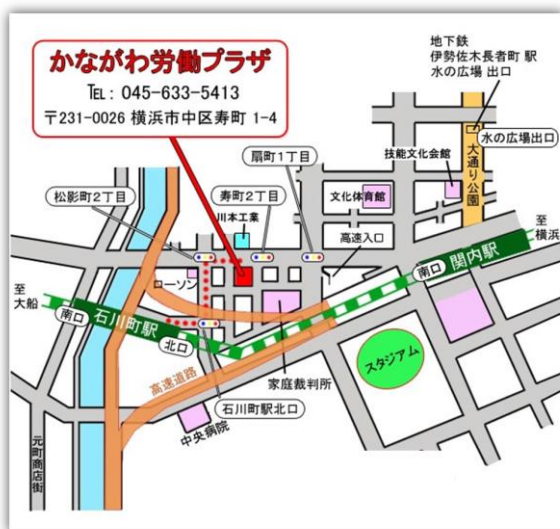 かながわ労働プラザ
TEL: 045-633-5413
〒231-0026 横浜市中区寿町 1-4
地下鉄
伊勢佐木長者町 駅
水の広場 出口
水の広場出口
大通り公園
技能文化会館
扇町1丁目
文化体育館
松影町2丁目
寿町2丁目
川本工業
高速入口
至
横浜
関内駅
南口
ローソン
至
大船
南口
石川町駅
北口
スタジアム
家庭裁判所
高速道路
石川町駅北口
中央病院
元町商店街